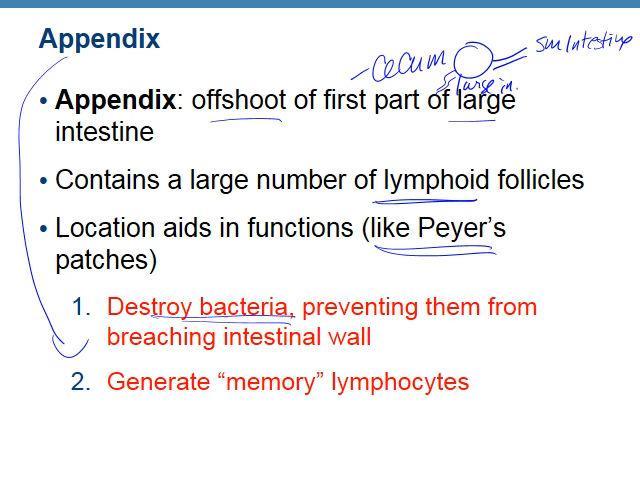 Appendix
Cecum
Sm Intestine
large in.
• Appendix: offshoot of first part of large
intestine
• Contains a large number of lymphoid follicles
• Location aids in functions (like Peyer’s
patches)
1. Destroy bacteria, preventing them from
breaching intestinal wall
2. Generate “memory” lymphocytes